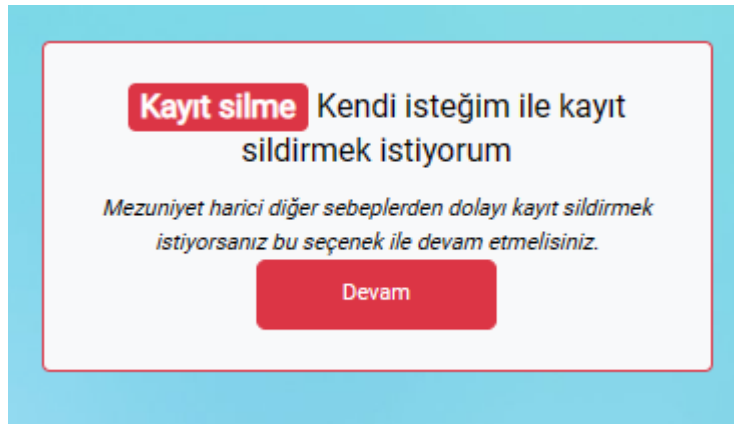 Kayıt silme Kendi isteğim ile kayıt
sildirmek istiyorum
Mezuniyet harici diğer sebeplerden dolayı kayıt sildirmek
istiyorsanız bu seçenek ile devam etmelisiniz.
Devam